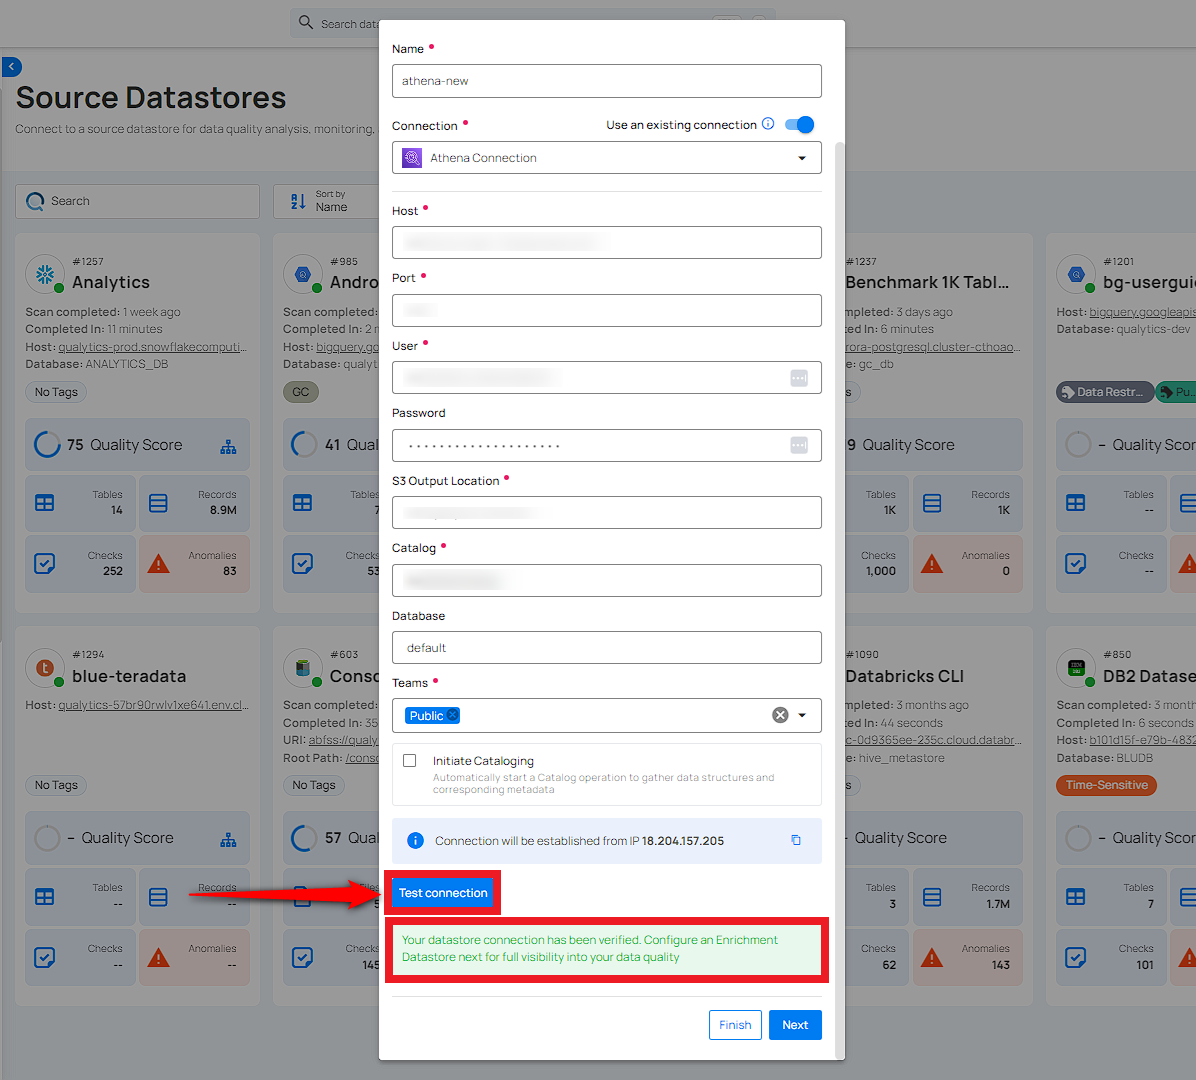 Search data
Source Datastores
Connect to a source datastore for data quality analysis, monitoring,
Search
Sort by
Name
#1257
Analytics
Scan completed: 1 week ago
Completed In: 11 minutes
Host: qualytics-prod.snowflakecomputi...
Database: ANALYTICS_DB
No Tags
75 Quality Score
Tables
14
Records
8.9M
Checks
252
Anomalies
83
#985
Andro
Scan completed:
Completed In: 2 m
Host: bigquery.go
Database: qualyt
GC
41 Qual
Tables
7
Checks
53
Name
athena-new
Connection
Use an existing connection
Athena Connection
Host
Port
User
Password
S3 Output Location
Catalog
Database
default
Teams
Public
Initiate Cataloging
Automatically start a Catalog operation to gather data structures and
corresponding metadata
Connection will be established from IP 18.204.157.205
Test connection
Your datastore connection has been verified. Configure an Enrichment
Datastore next for full visibility into your data quality
Finish
Next
#1237
Benchmark 1K Tabl...
mpleted: 3 days ago
d In: 6 minutes
ora-postgresql.cluster-cthoao...
e: gc_db
s
9 Quality Score
Tables
1K
Records
1K
Checks
1,000
Anomalies
0
#1201
bg-userguid
Host: bigquery.googleapis
Database: qualytics-dev
Data Restr...
Pu...
– Quality Scor
Tables
--
Checks
--
#1294
blue-teradata
Host: qualytics-57br90rwlv1xe641.env.cl...
No Tags
– Quality Score
Tables
--
Records
--
Checks
--
Anomalies
--
#603
Conso
Scan completed:
Completed In: 35
URI: abfss://qualy
Root Path: /conso
No Tags
57 Qual
Files
5
Checks
145
#1090
Databricks CLI
mpleted: 3 months ago
d In: 44 seconds
c-0d9365ee-235c.cloud.databr...
e: hive_metastore
s
- Quality Score
Tables
3
Records
1.7M
Checks
62
Anomalies
143
#850
DB2 Datase
Scan completed: 3 month
Completed In: 6 seconds
Host: b101d15f-e79b-4832
Database: BLUDB
Time-Sensitive
– Quality Scor
Tables
7
Checks
101